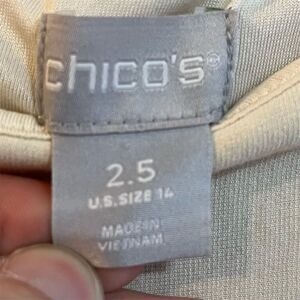 chico's®
2.5
U.S. SIZE 14
MADE IN
VIETNAM